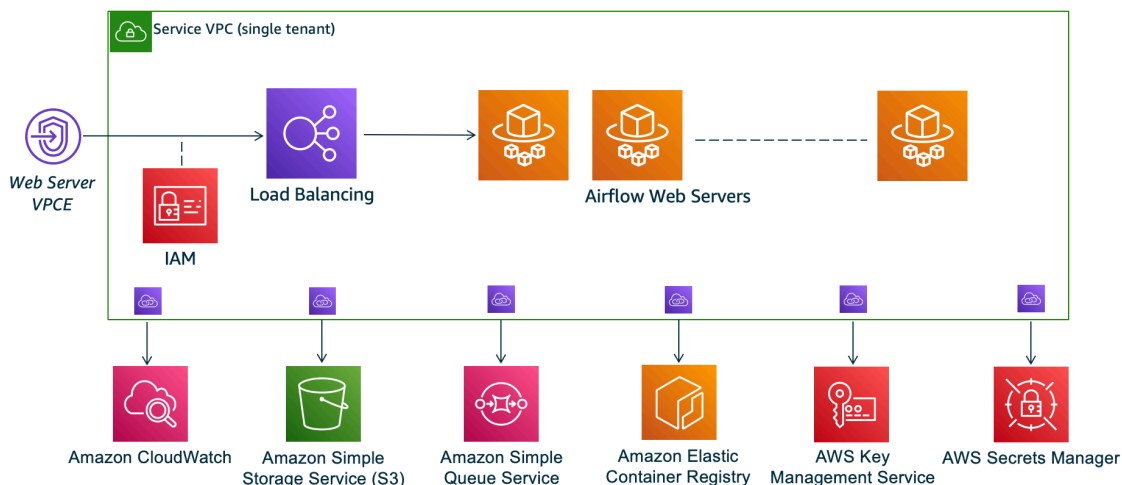 Service VPC (single tenant)
Web Server
VPCE
IAM
Load Balancing
Airflow Web Servers
Amazon CloudWatch
Amazon Simple
Storage Service (S3)
Amazon Simple
Queue Service
Amazon Elastic
Container Registry
AWS Key
Management Service
AWS Secrets Manager